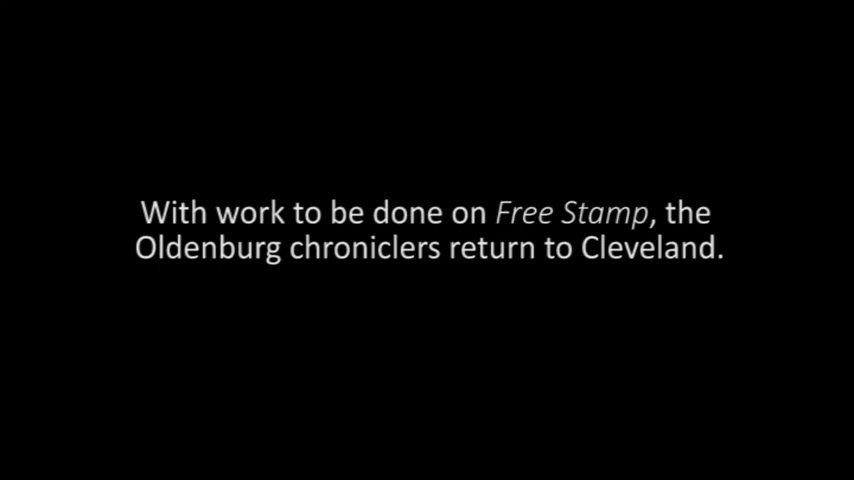 With work to be done on Free Stamp, the
Oldenburg chroniclers return to Cleveland.